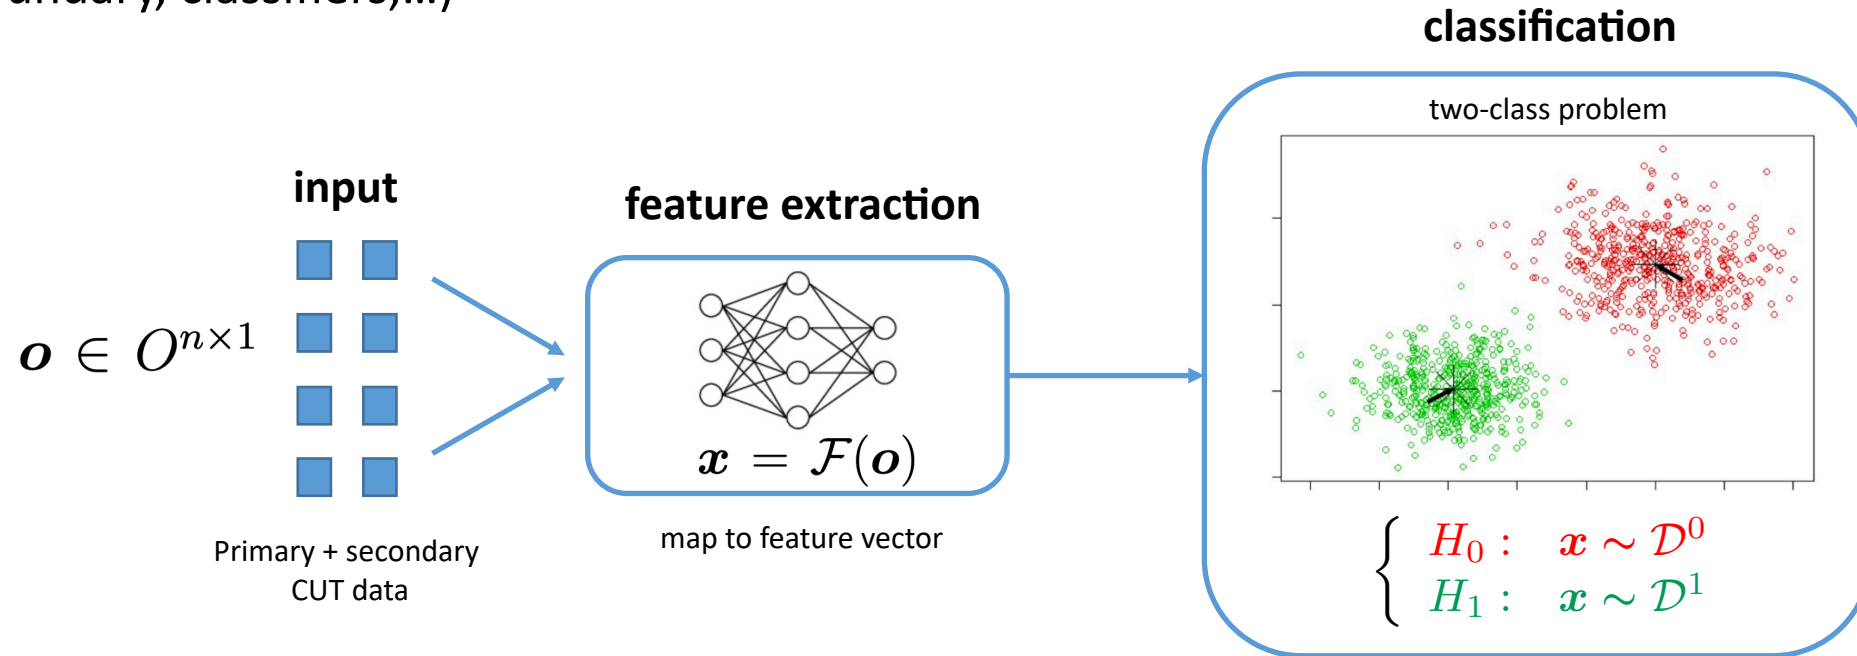 classification
two-class problem
input
feature extraction
𝒐 ∈ O^{n×1}
𝒙 = ℱ(𝒐)
map to feature vector
Primary + secondary
CUT data
H_0 : 𝒙 ∼ 𝒟^0
H_1 : 𝒙 ∼ 𝒟^1